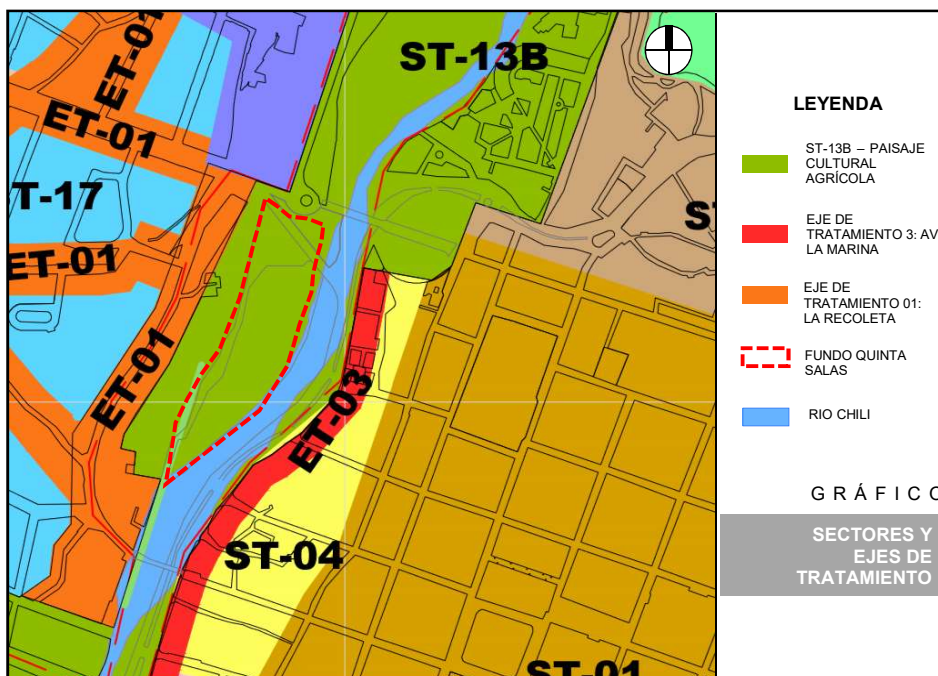 ST-13B
ET-01
ET-01
T-17
ET-01
ET-01
ET-03
ST-04
ST-01
LEYENDA
ST-13B – PAISAJE
CULTURAL
AGRÍCOLA
EJE DE
TRATAMIENTO 3: AV
LA MARINA
EJE DE
TRATAMIENTO 01:
LA RECOLETA
FUNDO QUINTA
SALAS
RIO CHILI
GRÁFICO
SECTORES Y
EJES DE
TRATAMIENTO